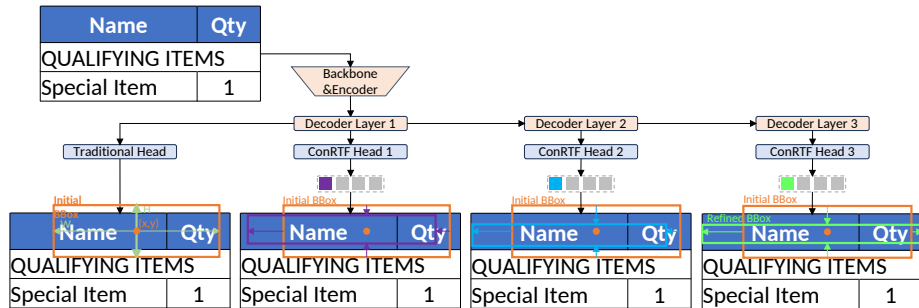 Name Qty
QUALIFYING ITEMS
Special Item 1
Backbone
&Encoder
Decoder Layer 1
Decoder Layer 2
Decoder Layer 3
Traditional Head
ConRTF Head 1
ConRTF Head 2
ConRTF Head 3
Initial
BBox
H
W
(x,y)
Name Qty
QUALIFYING ITEMS
Special Item 1
Initial BBox
Name Qty
QUALIFYING ITEMS
Special Item 1
Initial BBox
Name Qty
QUALIFYING ITEMS
Special Item 1
Initial BBox
Refined BBox
Name Qty
QUALIFYING ITEMS
Special Item 1